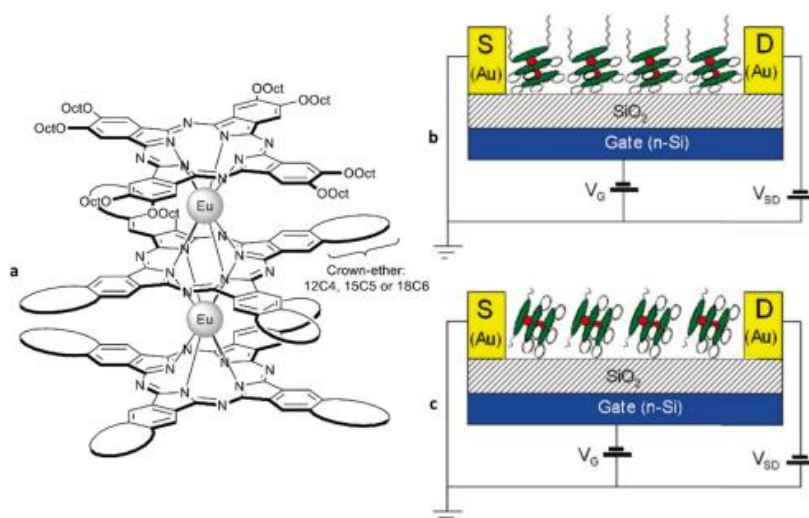 a
OOct
OOct
OctO
OctO
N
N
N
N
N
N
N
N
OOct
OOct
OctO
OOct
Eu
N
N
N
N
N
N
N
N
Crown-ether:
12C4, 15C5 or 18C6
Eu
N
N
N
N
N
N
N
N
b
S
(Au)
D
(Au)
SiO2
Gate (n-Si)
VG
VSD
c
S
(Au)
D
(Au)
SiO2
Gate (n-Si)
VG
VSD